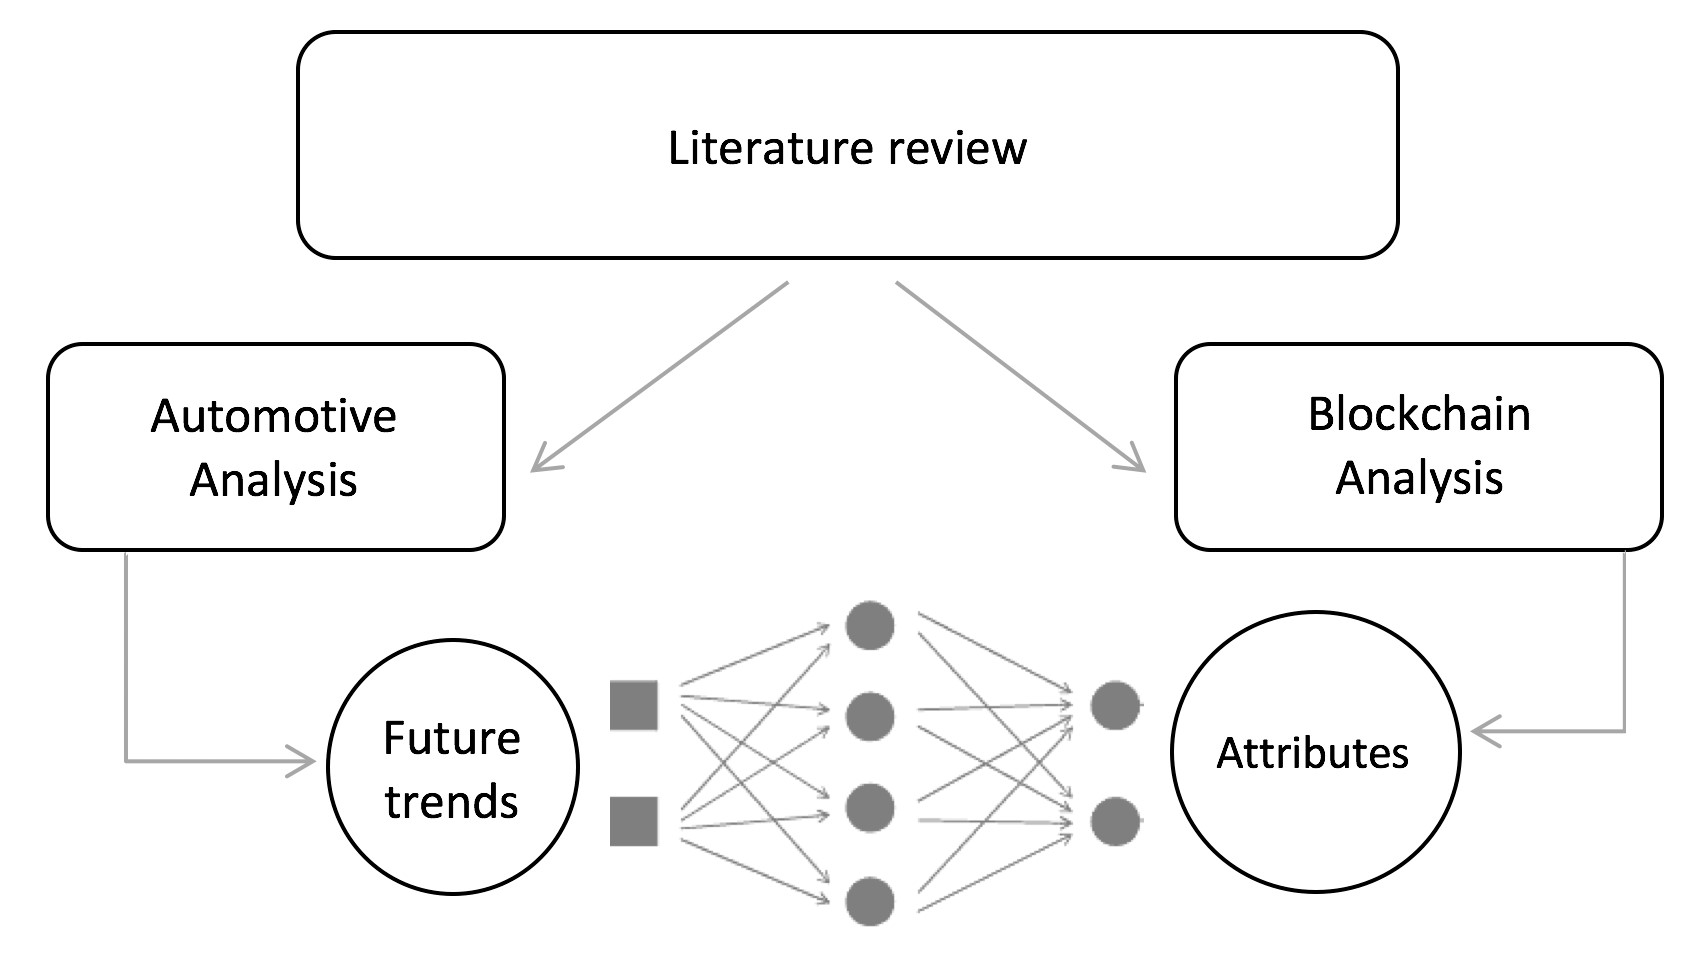 Literature review
Automotive
Analysis
Blockchain
Analysis
Future
trends
Attributes